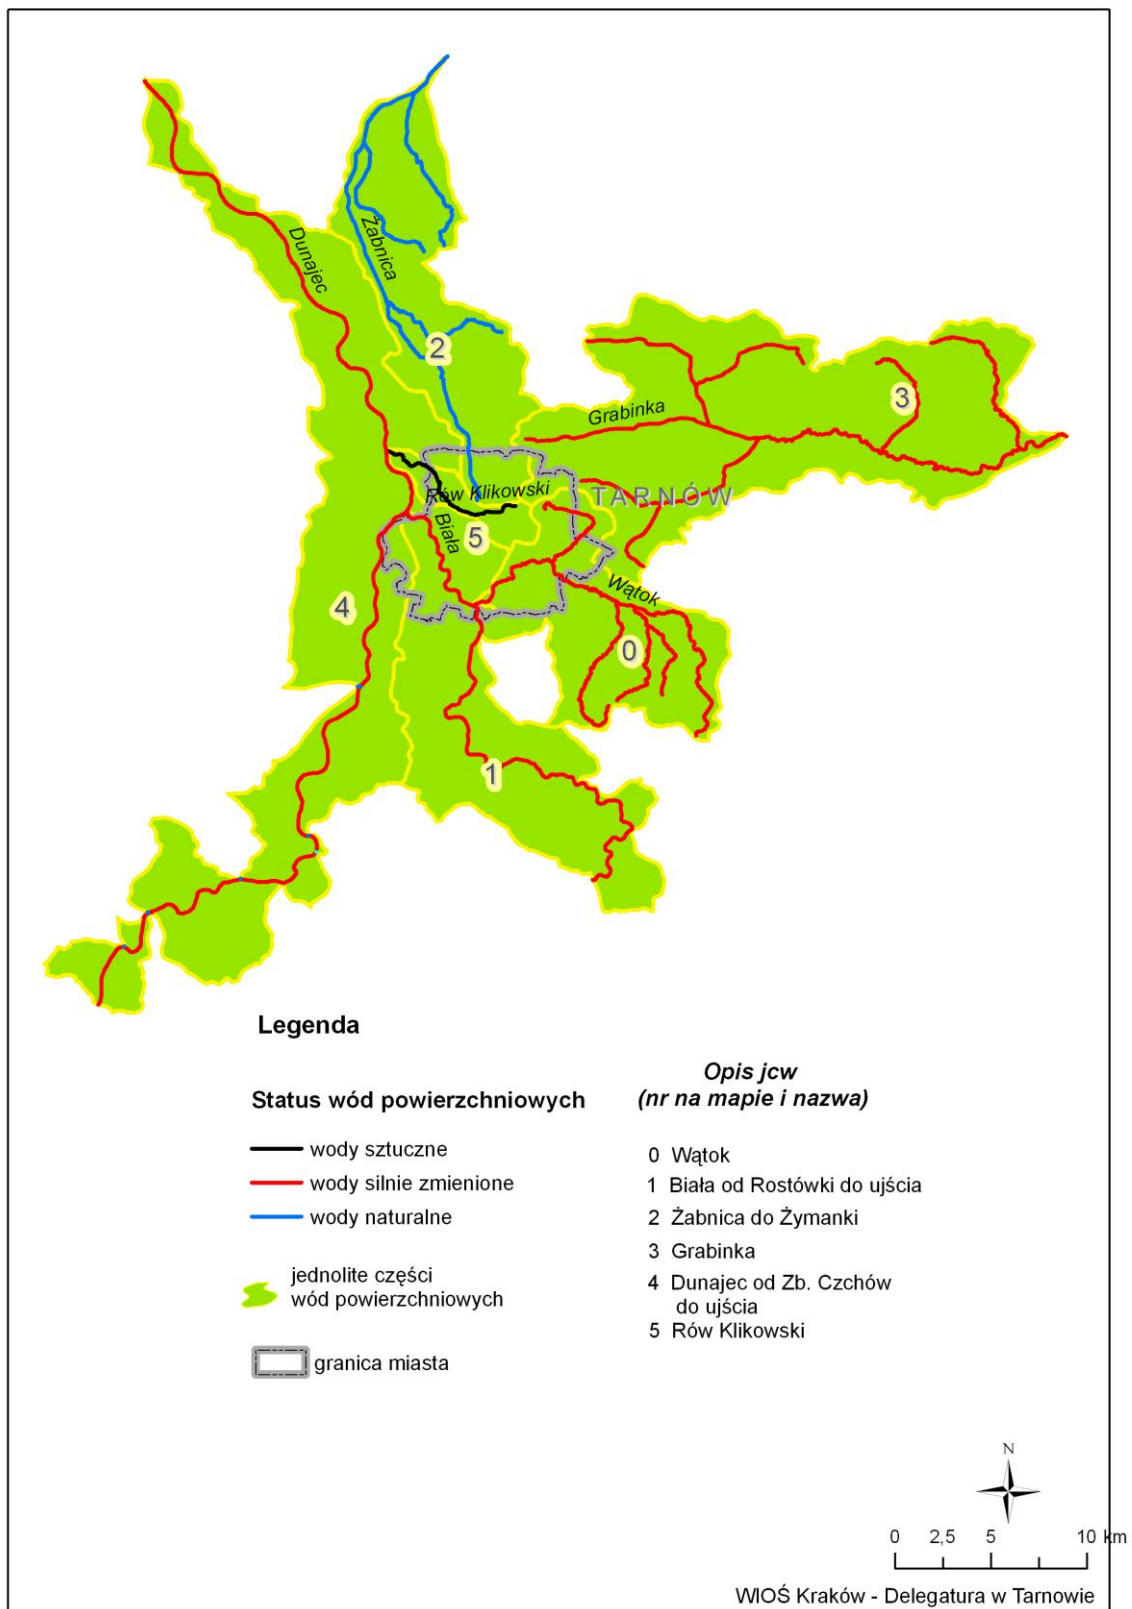 Dunajec
Żabnica
2
3
Grabinka
Rów Klikowski
TARNÓW
Biała
5
Wątok
4
0
1
Legenda
Status wód powierzchniowych
wody sztuczne
wody silnie zmienione
wody naturalne
jednolite części
wód powierzchniowych
granica miasta
Opis jcw
(nr na mapie i nazwa)
0 Wątok
1 Biała od Rostówki do ujścia
2 Żabnica do Żymanki
3 Grabinka
4 Dunajec od Zb. Czchów
do ujścia
5 Rów Klikowski
N
0 2,5 5 10 km
WIOŚ Kraków - Delegatura w Tarnowie